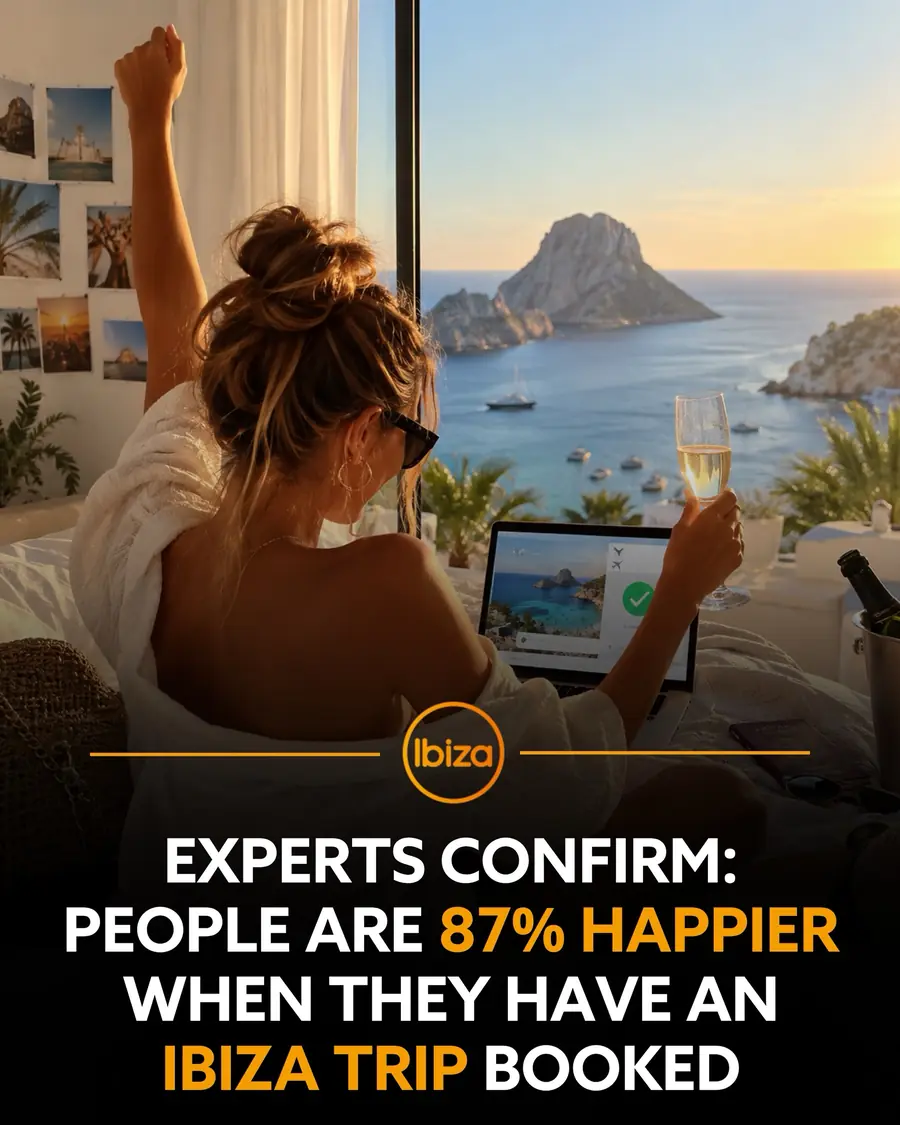 Ibiza
EXPERTS CONFIRM:
PEOPLE ARE 87% HAPPIER
WHEN THEY HAVE AN
IBIZA TRIP BOOKED